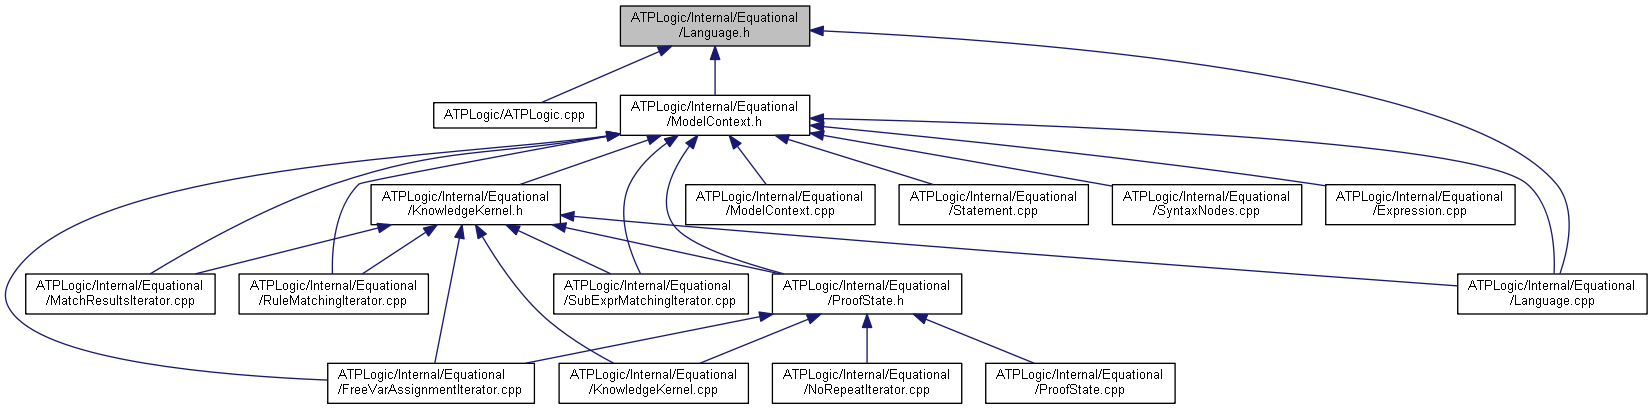 ATPLogic/Internal/Equational
/Language.h
ATPLogic/ATPLogic.cpp
ATPLogic/Internal/Equational
/ModelContext.h
ATPLogic/Internal/Equational
/KnowledgeKernel.h
ATPLogic/Internal/Equational
/ModelContext.cpp
ATPLogic/Internal/Equational
/Statement.cpp
ATPLogic/Internal/Equational
/SyntaxNodes.cpp
ATPLogic/Internal/Equational
/Expression.cpp
ATPLogic/Internal/Equational
/MatchResultsIterator.cpp
ATPLogic/Internal/Equational
/RuleMatchingIterator.cpp
ATPLogic/Internal/Equational
/SubExprMatchingIterator.cpp
ATPLogic/Internal/Equational
/ProofState.h
ATPLogic/Internal/Equational
/Language.cpp
ATPLogic/Internal/Equational
/FreeVarAssignmentIterator.cpp
ATPLogic/Internal/Equational
/KnowledgeKernel.cpp
ATPLogic/Internal/Equational
/NoRepeatIterator.cpp
ATPLogic/Internal/Equational
/ProofState.cpp